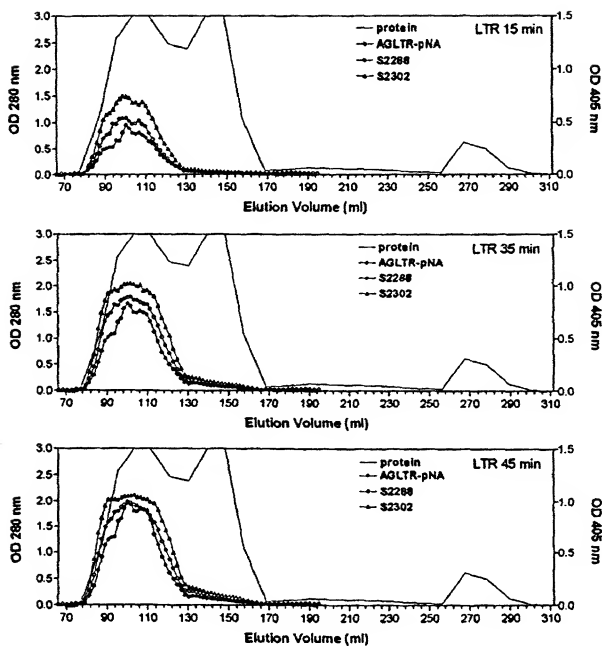 3.0
2.5
2.0
1.5
1.0
0.5
0.0
OD 280 nm
protein
AGLTR-pNA
S2288
S2302
LTR 15 min
1.5
1.0
0.5
0.0
OD 405 nm
70 90 110 130 150 170 190 210 230 250 270 290 310
Elution Volume (ml)
3.0
2.5
2.0
1.5
1.0
0.5
0.0
OD 280 nm
protein
AGLTR-pNA
S2288
S2302
LTR 35 min
1.5
1.0
0.5
0.0
OD 405 nm
70 90 110 130 150 170 190 210 230 250 270 290 310
Elution Volume (ml)
3.0
2.5
2.0
1.5
1.0
0.5
0.0
OD 280 nm
protein
AGLTR-pNA
S2288
S2302
LTR 45 min
1.5
1.0
0.5
0.0
OD 405 nm
70 90 110 130 150 170 190 210 230 250 270 290 310
Elution Volume (ml)